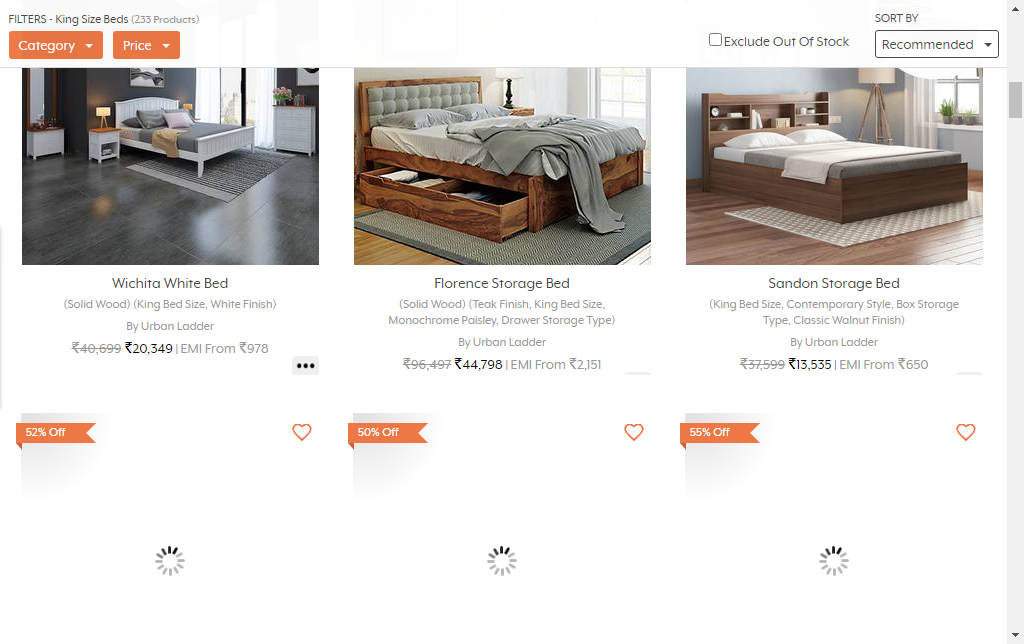 FILTERS - King Size Beds (233 Products)
SORT BY
Category
Price
Exclude Out Of Stock
Recommended
Wichita White Bed
(Solid Wood) (King Bed Size, White Finish)
By Urban Ladder
₹40,699 ₹20,349 | EMI From ₹978
Florence Storage Bed
(Solid Wood) (Teak Finish, King Bed Size,
Monochrome Paisley, Drawer Storage Type)
By Urban Ladder
₹96,497 ₹44,798 | EMI From ₹2,151
Sandon Storage Bed
(King Bed Size, Contemporary Style, Box Storage
Type, Classic Walnut Finish)
By Urban Ladder
₹37,599 ₹13,535 | EMI From ₹650
52% Off
50% Off
55% Off